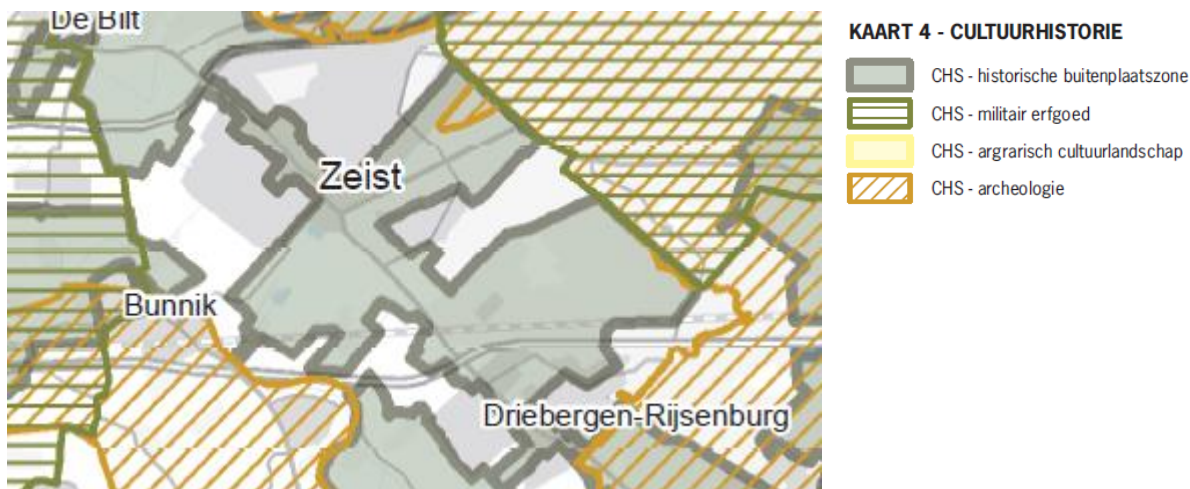 De Bilt
Zeist
Bunnik
Driebergen-Rijsenburg
KAART 4 - CULTUURHISTORIE
CHS - historische buitenplaatszone
CHS - militair erfgoed
CHS - argrarisch cultuurlandschap
CHS - archeologie